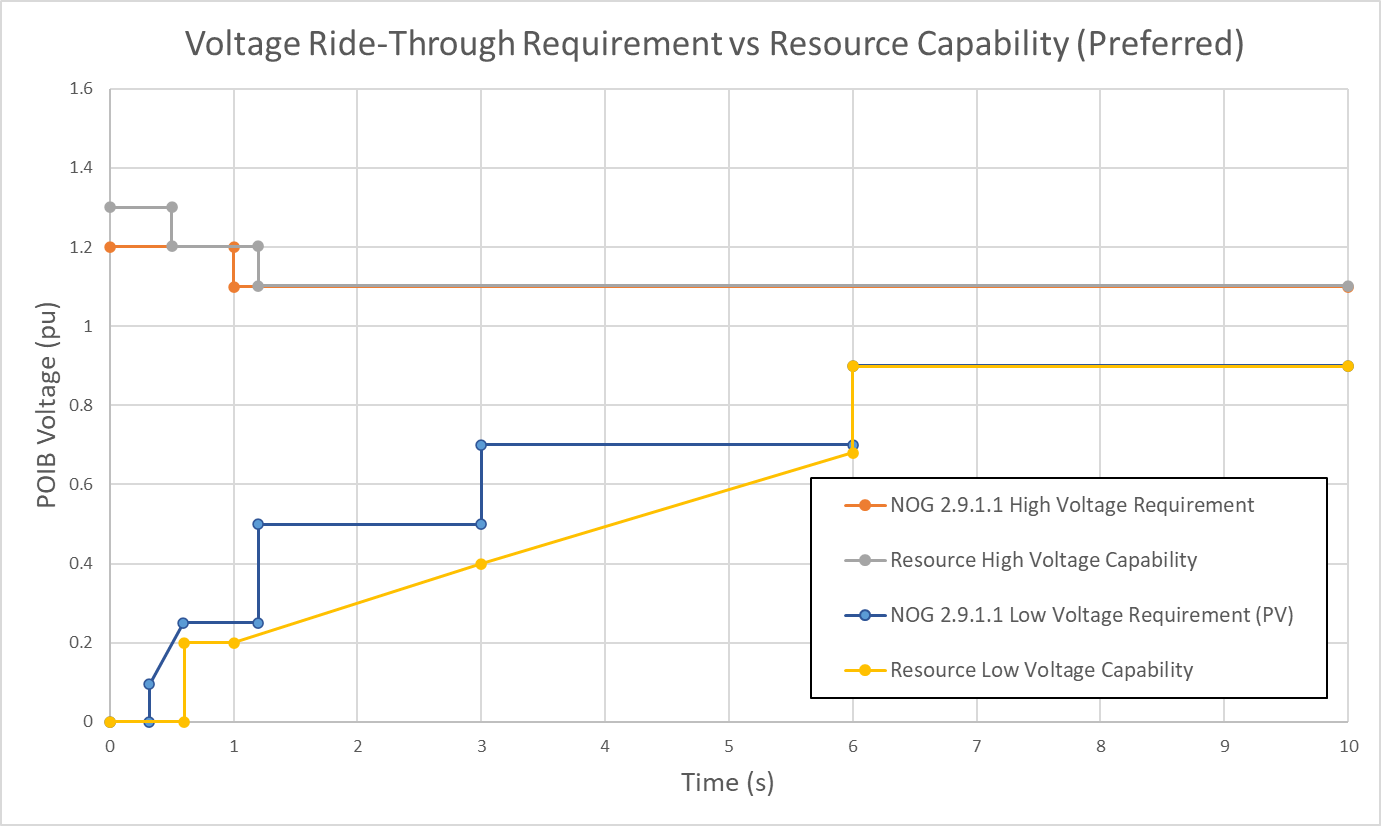 Voltage Ride-Through Requirement vs Resource Capability (Preferred)
1.6
1.4
1.2
1
0.8
0.6
0.4
0.2
0
POIB Voltage (pu)
NOG 2.9.1.1 High Voltage Requirement
Resource High Voltage Capability
NOG 2.9.1.1 Low Voltage Requirement (PV)
Resource Low Voltage Capability
0 1 2 3 4 5 6 7 8 9 10
Time (s)